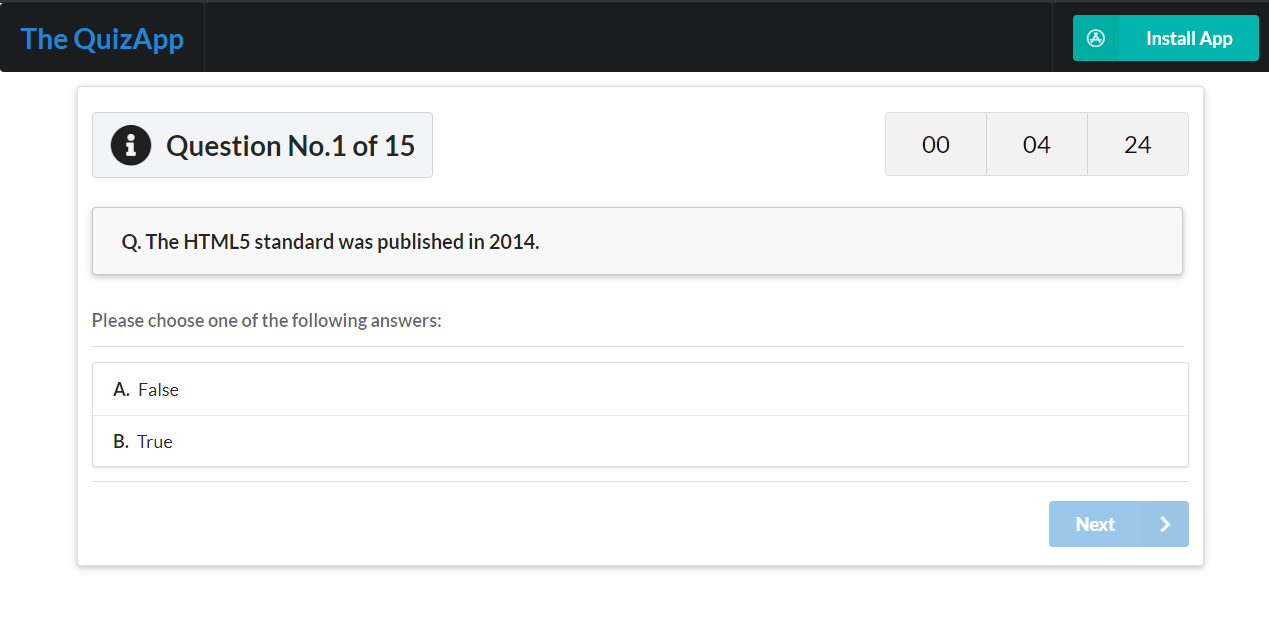 The QuizApp
Install App
Question No.1 of 15
00 04 24
Q. The HTML5 standard was published in 2014.
Please choose one of the following answers:
A. False
B. True
Next